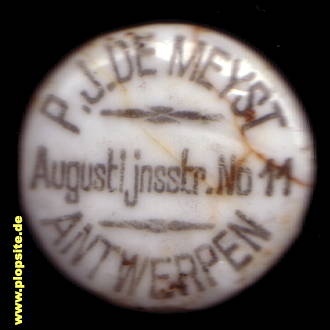 P.J.DE MEYST
Augustijnsstr.No 11
ANTWERPEN
www.plopsite.de